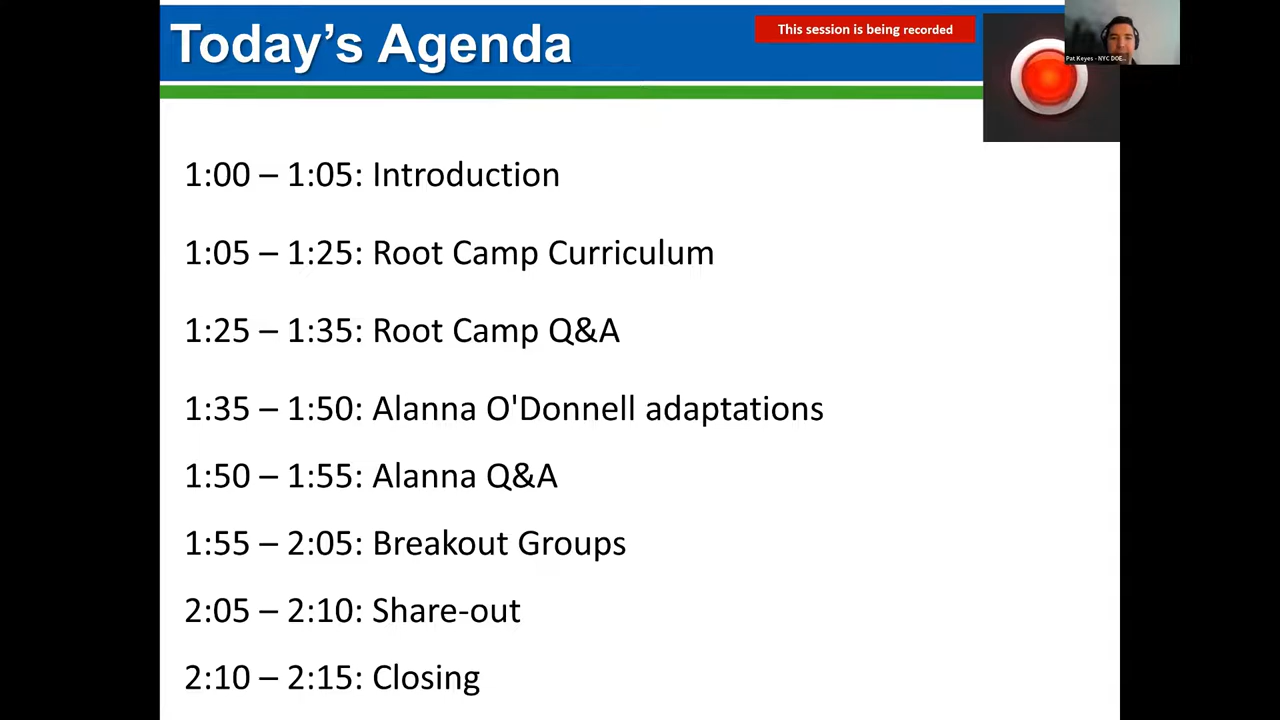 Today's Agenda
This session is being recorded
Pat Keyes - NYC DOE...
1:00 – 1:05: Introduction
1:05 – 1:25: Root Camp Curriculum
1:25 – 1:35: Root Camp Q&A
1:35 – 1:50: Alanna O'Donnell adaptations
1:50 – 1:55: Alanna Q&A
1:55 – 2:05: Breakout Groups
2:05 – 2:10: Share-out
2:10 – 2:15: Closing